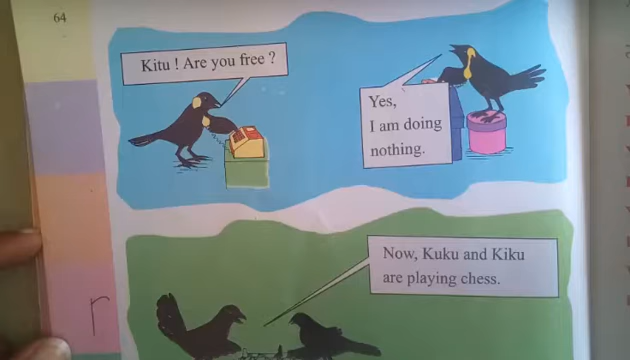 64
Kitu ! Are you free ?
Yes,
I am doing
nothing.
Now, Kuku and Kiku
are playing chess.
r